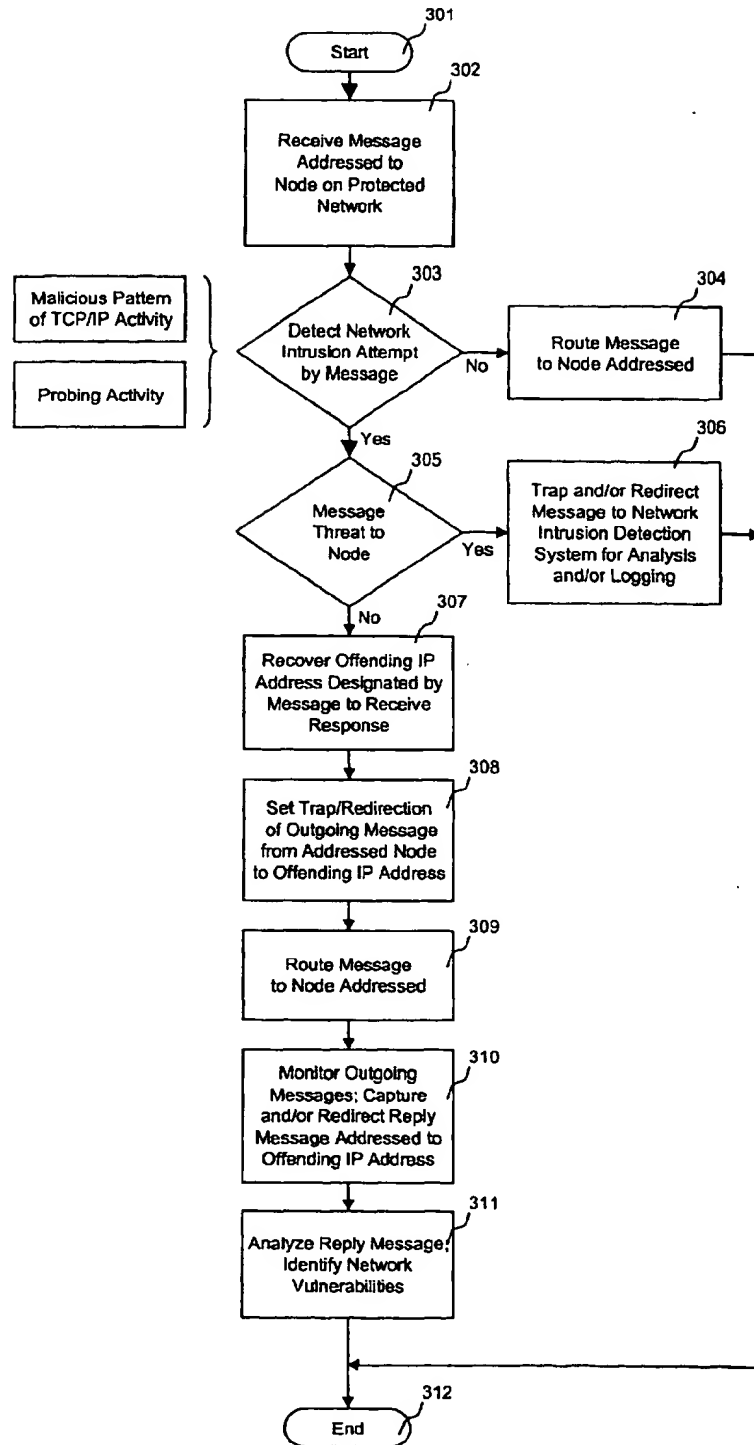 301
Start
302
Receive Message
Addressed to
Node on Protected
Network
303
Malicious Pattern
of TCP/IP Activity
Probing Activity
Detect Network
Intrusion Attempt
by Message
No
304
Route Message
to Node Addressed
Yes
305
Message
Threat to
Node
Yes
306
Trap and/or Redirect
Message to Network
Intrusion Detection
System for Analysis
and/or Logging
No
307
Recover Offending IP
Address Designated by
Message to Receive
Response
308
Set Trap/Redirection
of Outgoing Message
from Addressed Node
to Offending IP Address
309
Route Message
to Node Addressed
310
Monitor Outgoing
Messages; Capture
and/or Redirect Reply
Message Addressed to
Offending IP Address
311
Analyze Reply Message;
Identify Network
Vulnerabilities
End
312